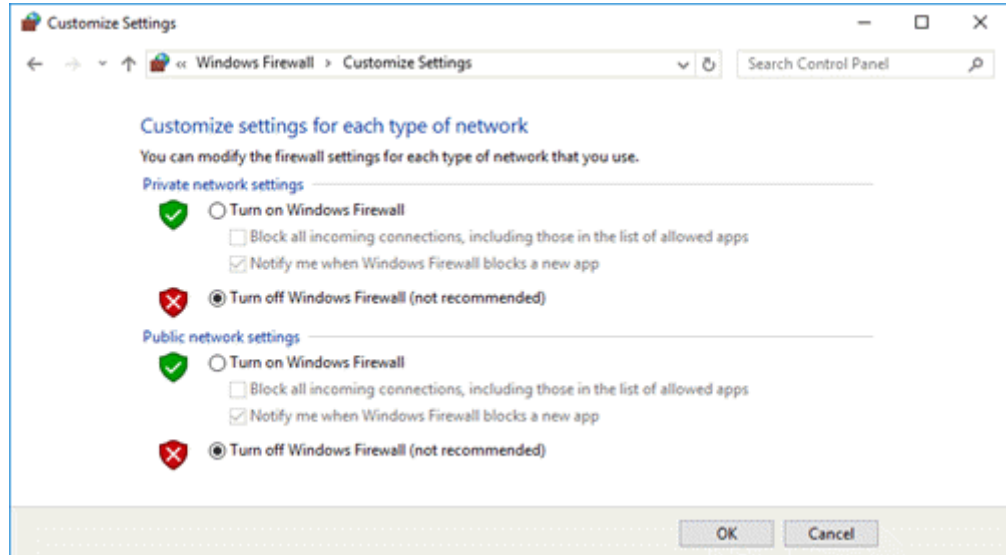 Customize Settings
« Windows Firewall › Customize Settings
Search Control Panel
Customize settings for each type of network
You can modify the firewall settings for each type of network that you use.
Private network settings
Turn on Windows Firewall
Block all incoming connections, including those in the list of allowed apps
Notify me when Windows Firewall blocks a new app
Turn off Windows Firewall (not recommended)
Public network settings
Turn on Windows Firewall
Block all incoming connections, including those in the list of allowed apps
Notify me when Windows Firewall blocks a new app
Turn off Windows Firewall (not recommended)
OK
Cancel